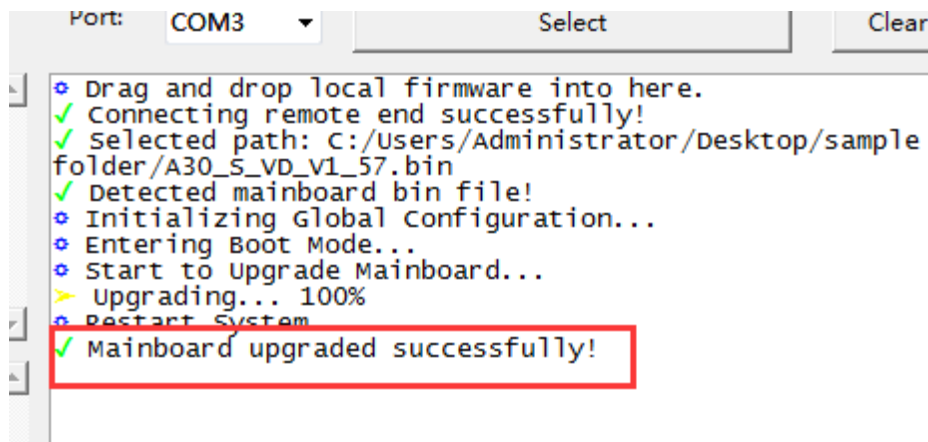 Port: COM3 Select Clear
Drag and drop local firmware into here.
Connecting remote end successfully!
Selected path: C:/Users/Administrator/Desktop/sample
folder/A30_S_VD_V1_57.bin
Detected mainboard bin file!
Initializing Global Configuration...
Entering Boot Mode...
Start to Upgrade Mainboard...
Upgrading... 100%
Restart System
Mainboard upgraded successfully!